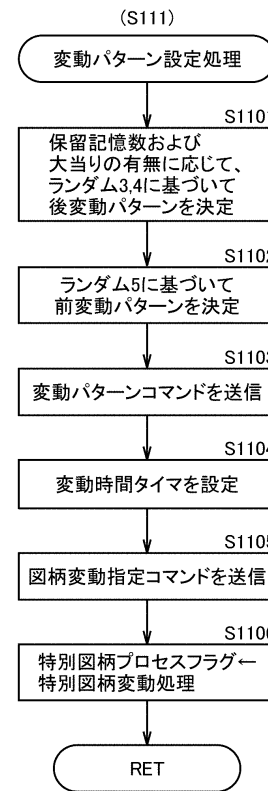 (S111)
変動パターン設定処理
S1101
保留記憶数および
大当りの有無に応じて、
ランダム3,4に基づいて
後変動パターンを決定
S1102
ランダム5に基づいて
前変動パターンを決定
S1103
変動パターンコマンドを送信
S1104
変動時間タイマを設定
S1105
図柄変動指定コマンドを送信
S1106
特別図柄プロセスフラグ←
特別図柄変動処理
RET